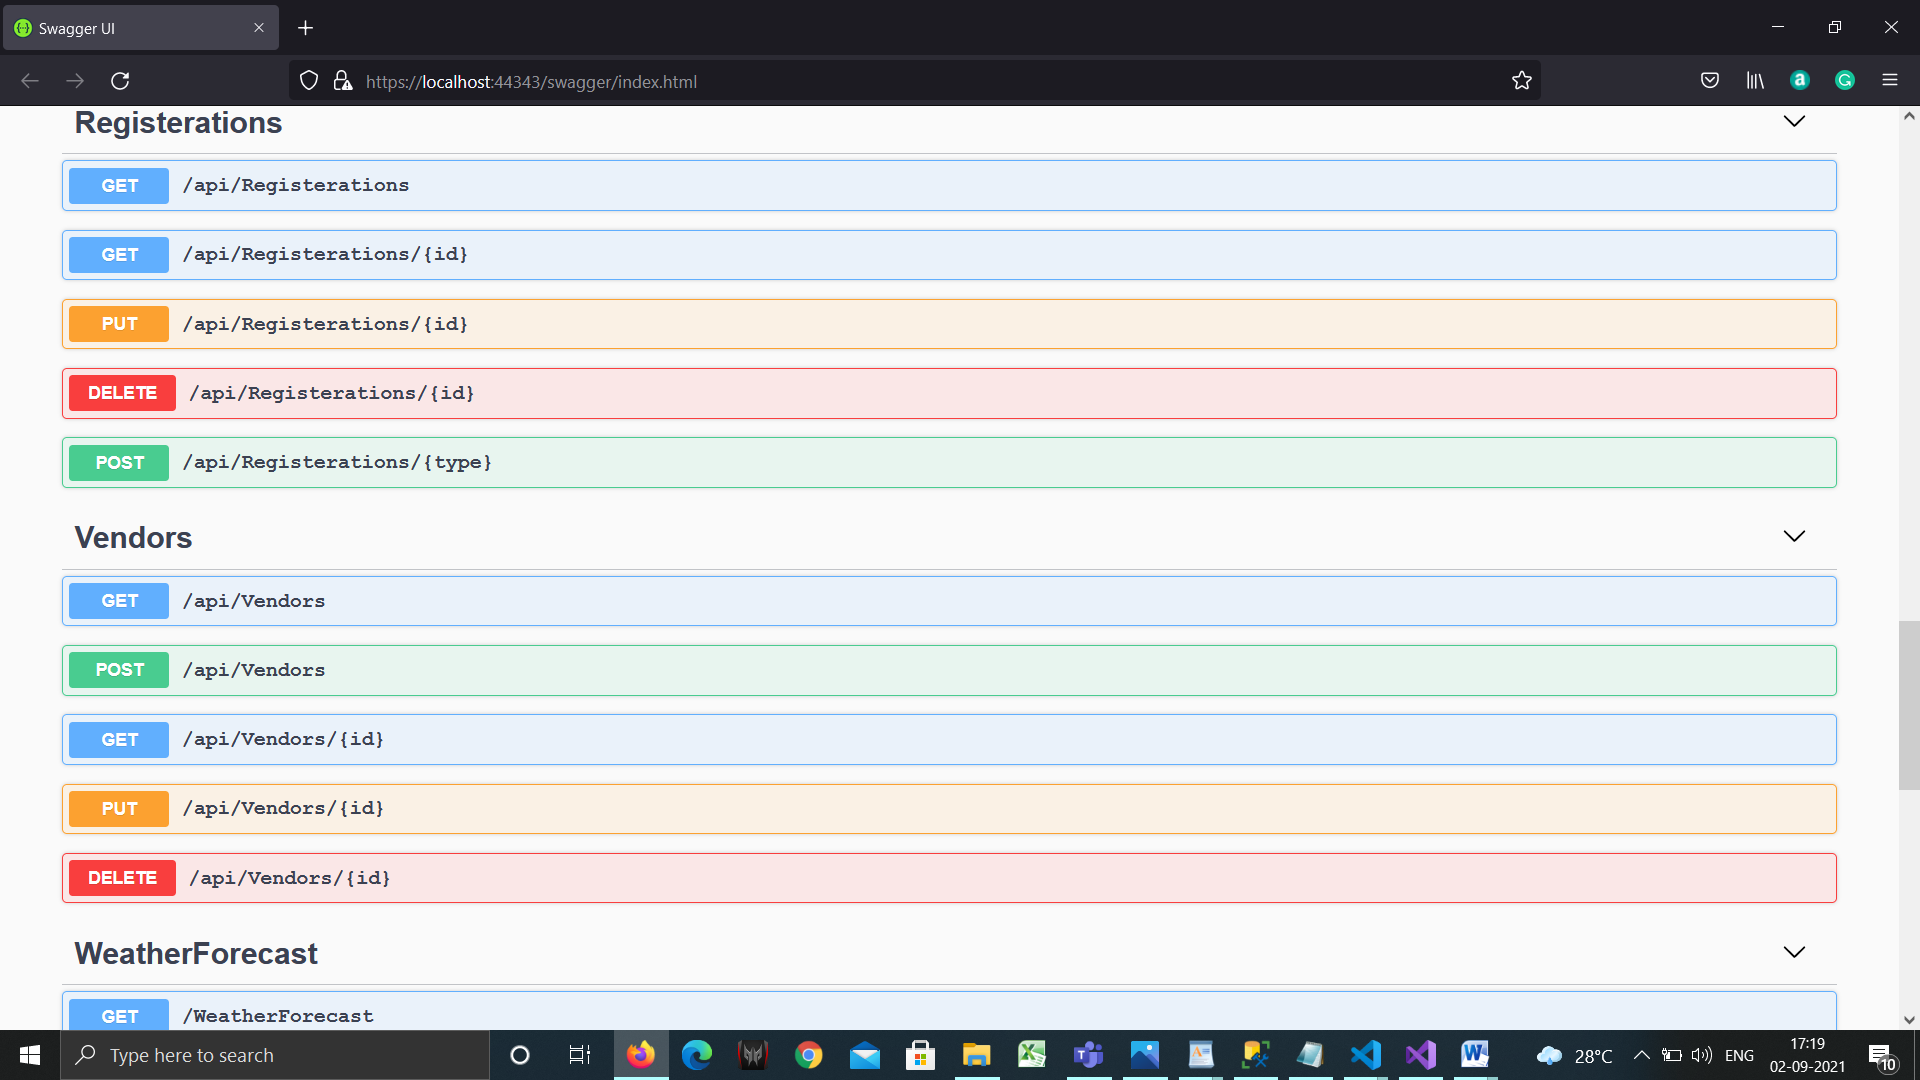 Swagger UI
https://localhost:44343/swagger/index.html
Registerations
GET /api/Registerations
GET /api/Registerations/{id}
PUT /api/Registerations/{id}
DELETE /api/Registerations/{id}
POST /api/Registerations/{type}
Vendors
GET /api/Vendors
POST /api/Vendors
GET /api/Vendors/{id}
PUT /api/Vendors/{id}
DELETE /api/Vendors/{id}
WeatherForecast
GET /WeatherForecast
Type here to search
28°C
ENG
17:19
02-09-2021
10